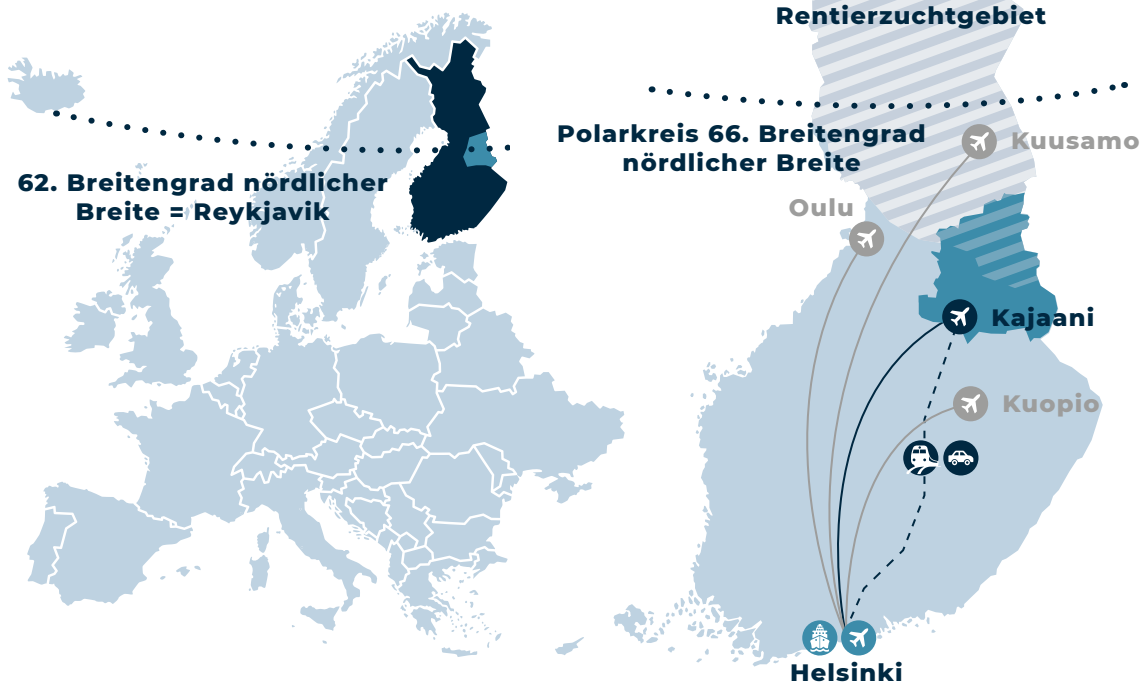 Rentierzuchtgebiet
Polarkreis 66. Breitengrad
nördlicher Breite
Kuusamo
62. Breitengrad nördlicher
Breite = Reykjavik
Oulu
Kajaani
Kuopio
Helsinki